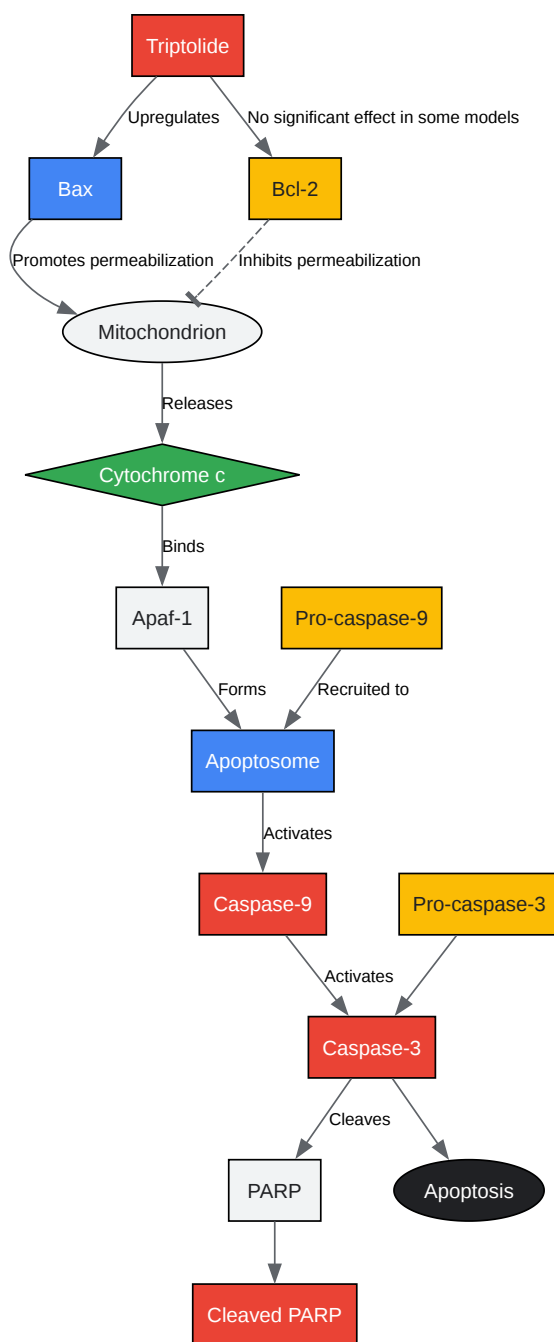 Triptolide
Upregulates
No significant effect in some models
Bax
Bcl-2
Promotes permeabilization
Inhibits permeabilization
Mitochondrion
Releases
Cytochrome c
Binds
Apaf-1
Pro-caspase-9
Forms
Recruited to
Apoptosome
Activates
Caspase-9
Pro-caspase-3
Activates
Caspase-3
Cleaves
PARP
Apoptosis
Cleaved PARP